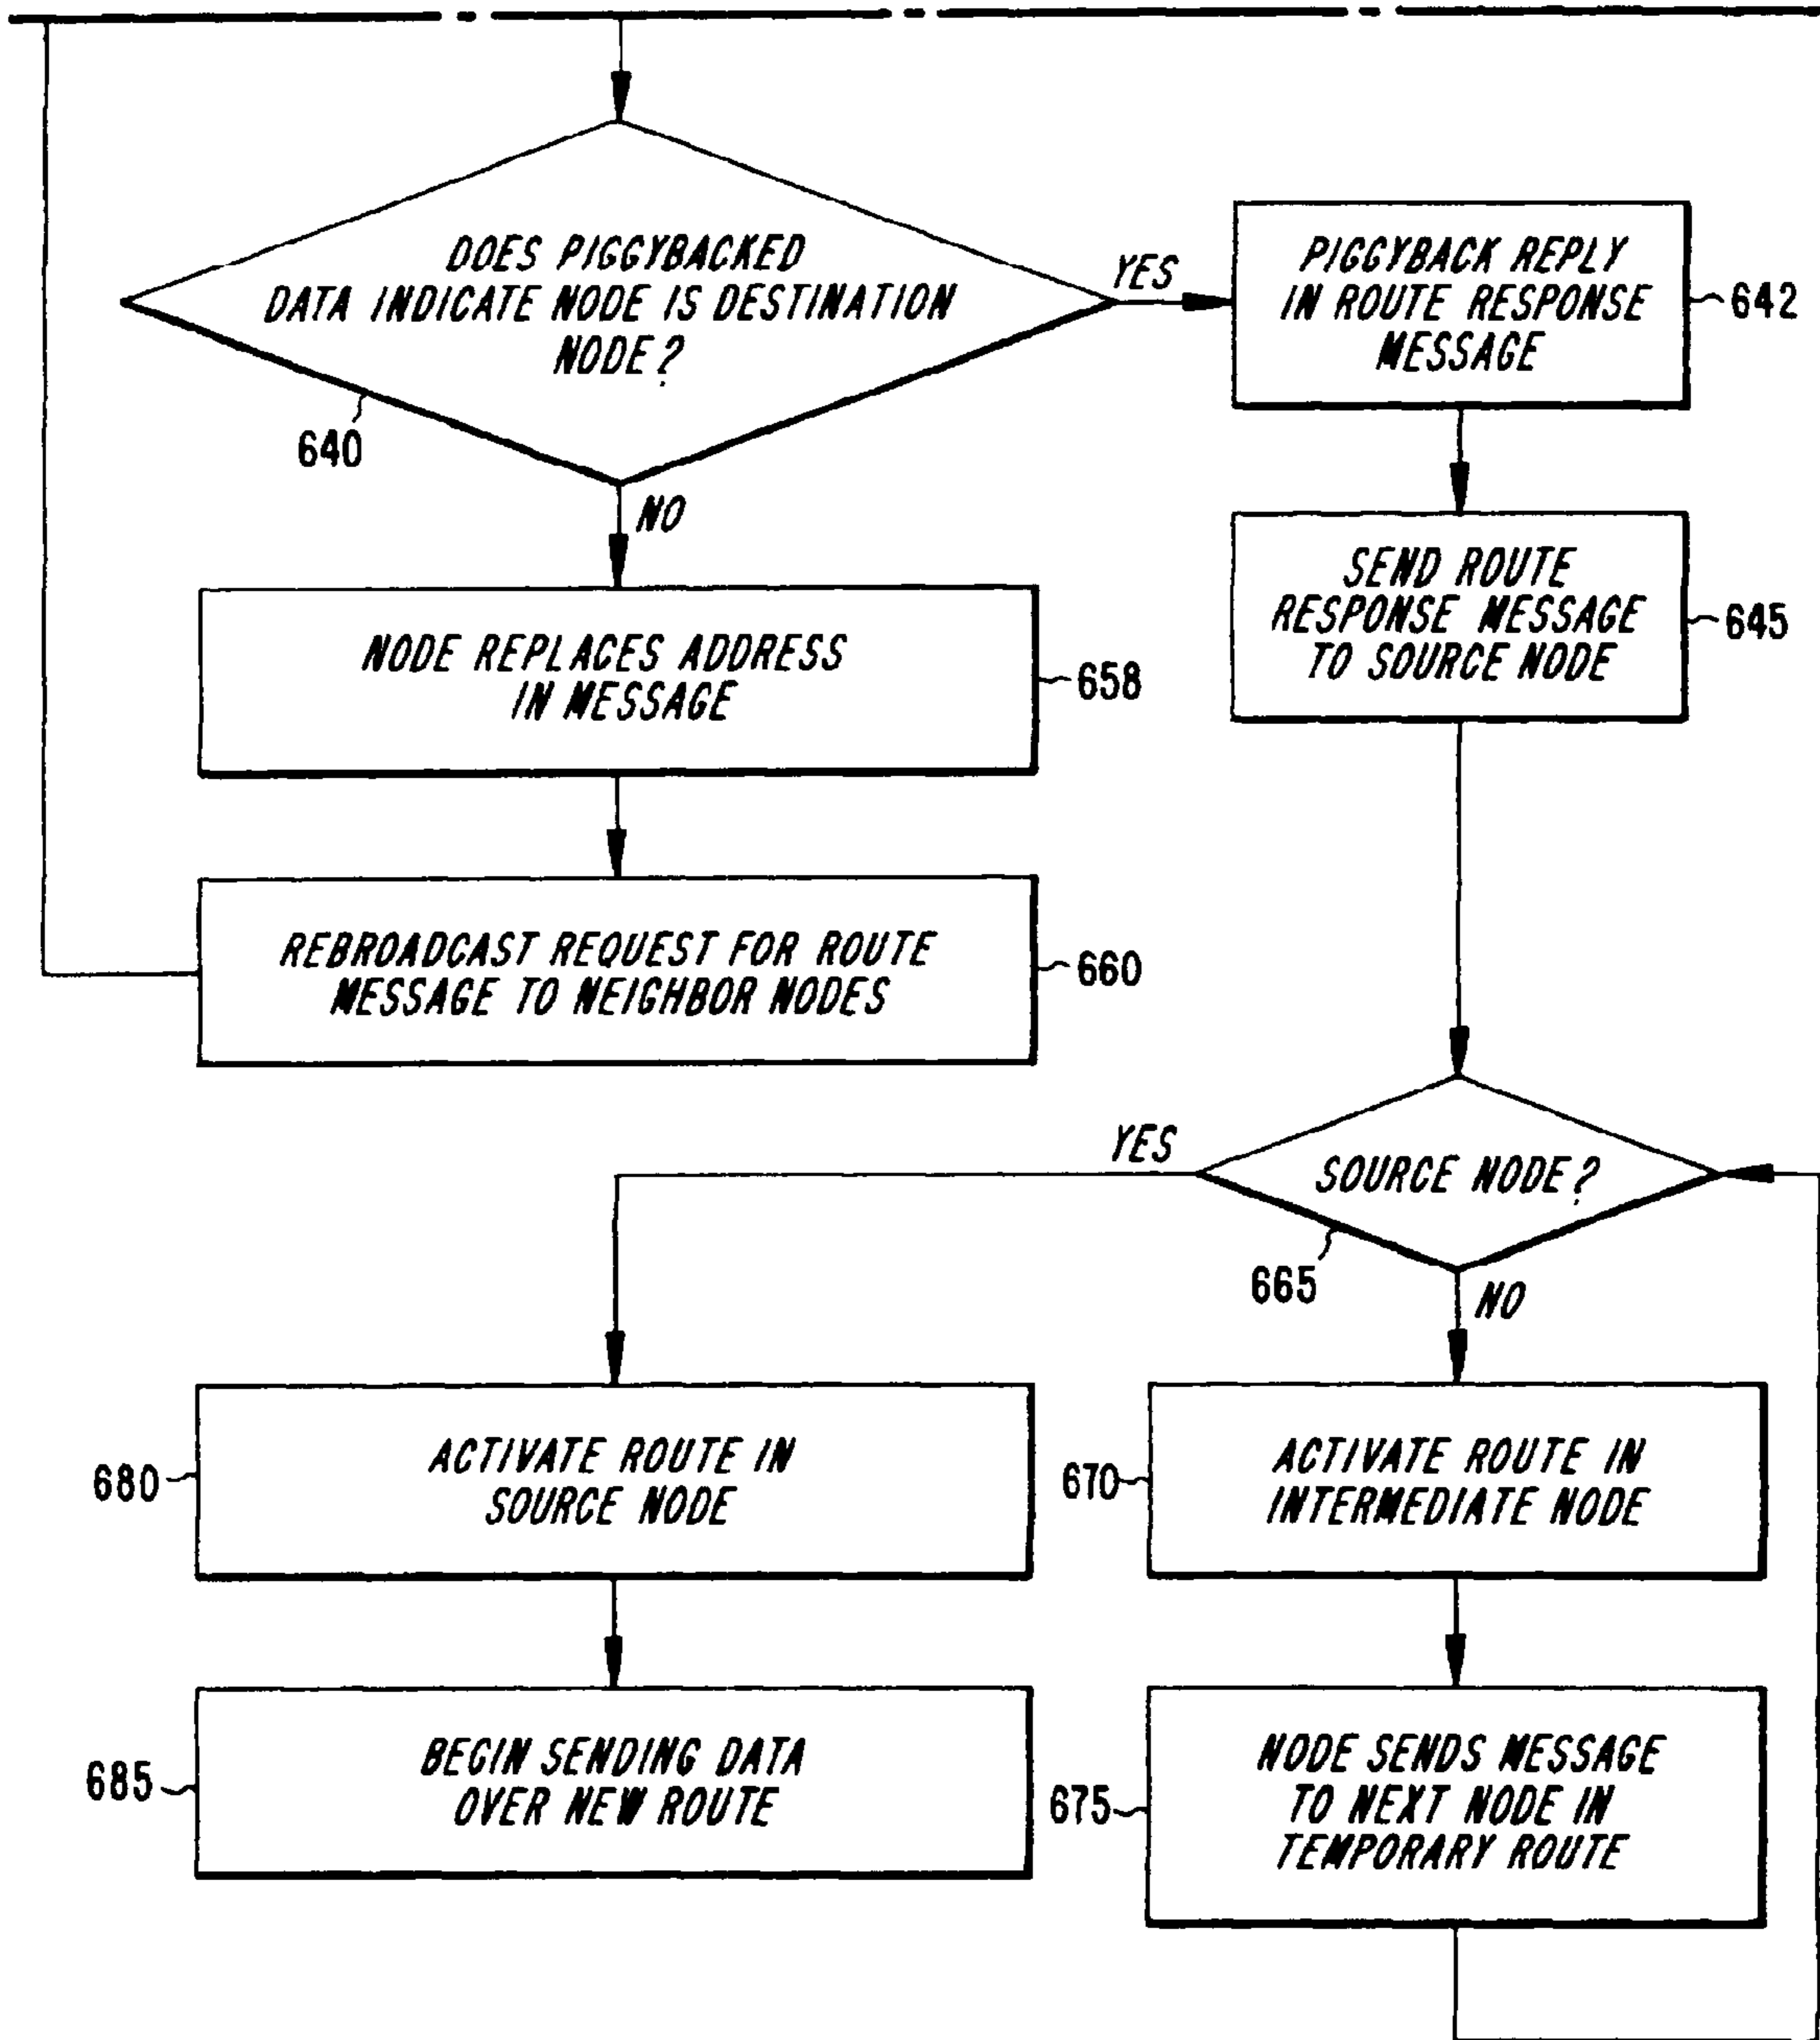 DOES PIGGYBACKED
DATA INDICATE NODE IS DESTINATION
NODE?
640
YES
NO
PIGGYBACK REPLY
IN ROUTE RESPONSE
MESSAGE
642
SEND ROUTE
RESPONSE MESSAGE
TO SOURCE NODE
645
NODE REPLACES ADDRESS
IN MESSAGE
658
REBROADCAST REQUEST FOR ROUTE
MESSAGE TO NEIGHBOR NODES
660
SOURCE NODE?
665
YES
NO
ACTIVATE ROUTE IN
SOURCE NODE
680
ACTIVATE ROUTE IN
INTERMEDIATE NODE
670
BEGIN SENDING DATA
OVER NEW ROUTE
685
NODE SENDS MESSAGE
TO NEXT NODE IN
TEMPORARY ROUTE
675